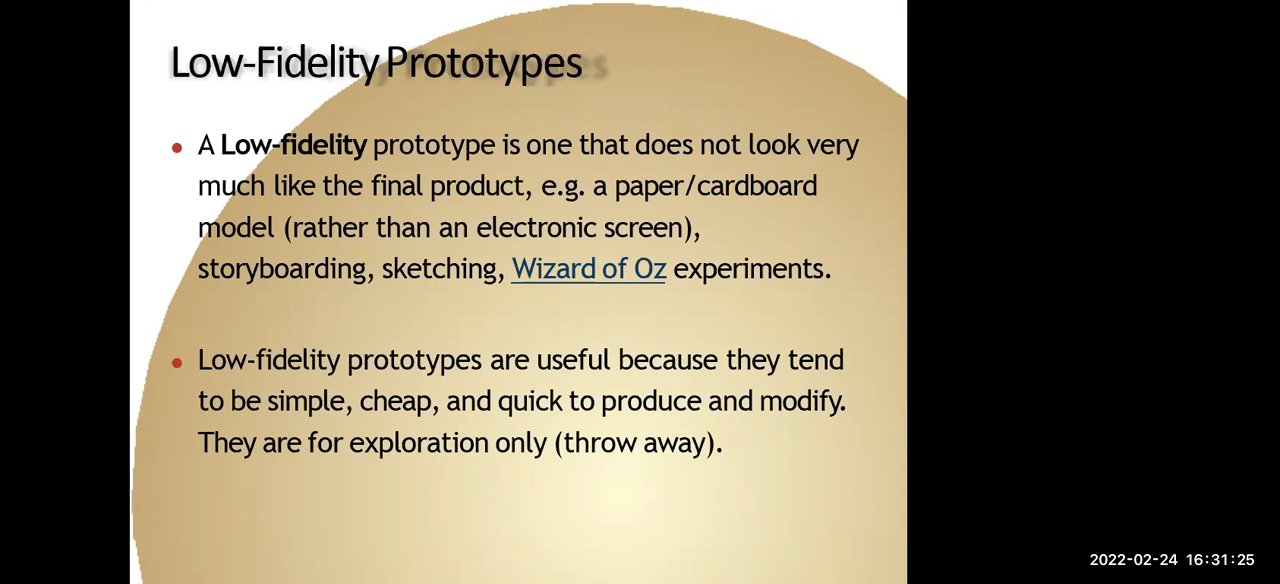 Low-Fidelity Prototypes
• A Low-fidelity prototype is one that does not look very
much like the final product, e.g. a paper/cardboard
model (rather than an electronic screen),
storyboarding, sketching, Wizard of Oz experiments.
• Low-fidelity prototypes are useful because they tend
to be simple, cheap, and quick to produce and modify.
They are for exploration only (throw away).
2022-02-24 16:31:25